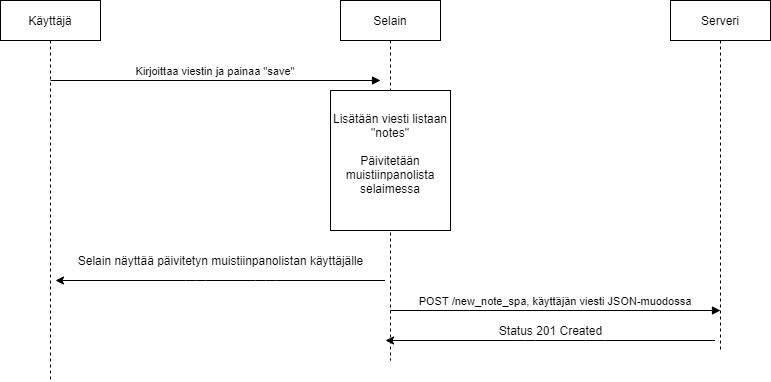 Käyttäjä
Selain
Serveri
Kirjoittaa viestin ja painaa "save"
Lisätään viesti listaan
"notes"
Päivitetään
muistiinpanolista
selaimessa
Selain näyttää päivitetyn muistiinpanolistan käyttäjälle
POST /new_note_spa, käyttäjän viesti JSON-muodossa
Status 201 Created